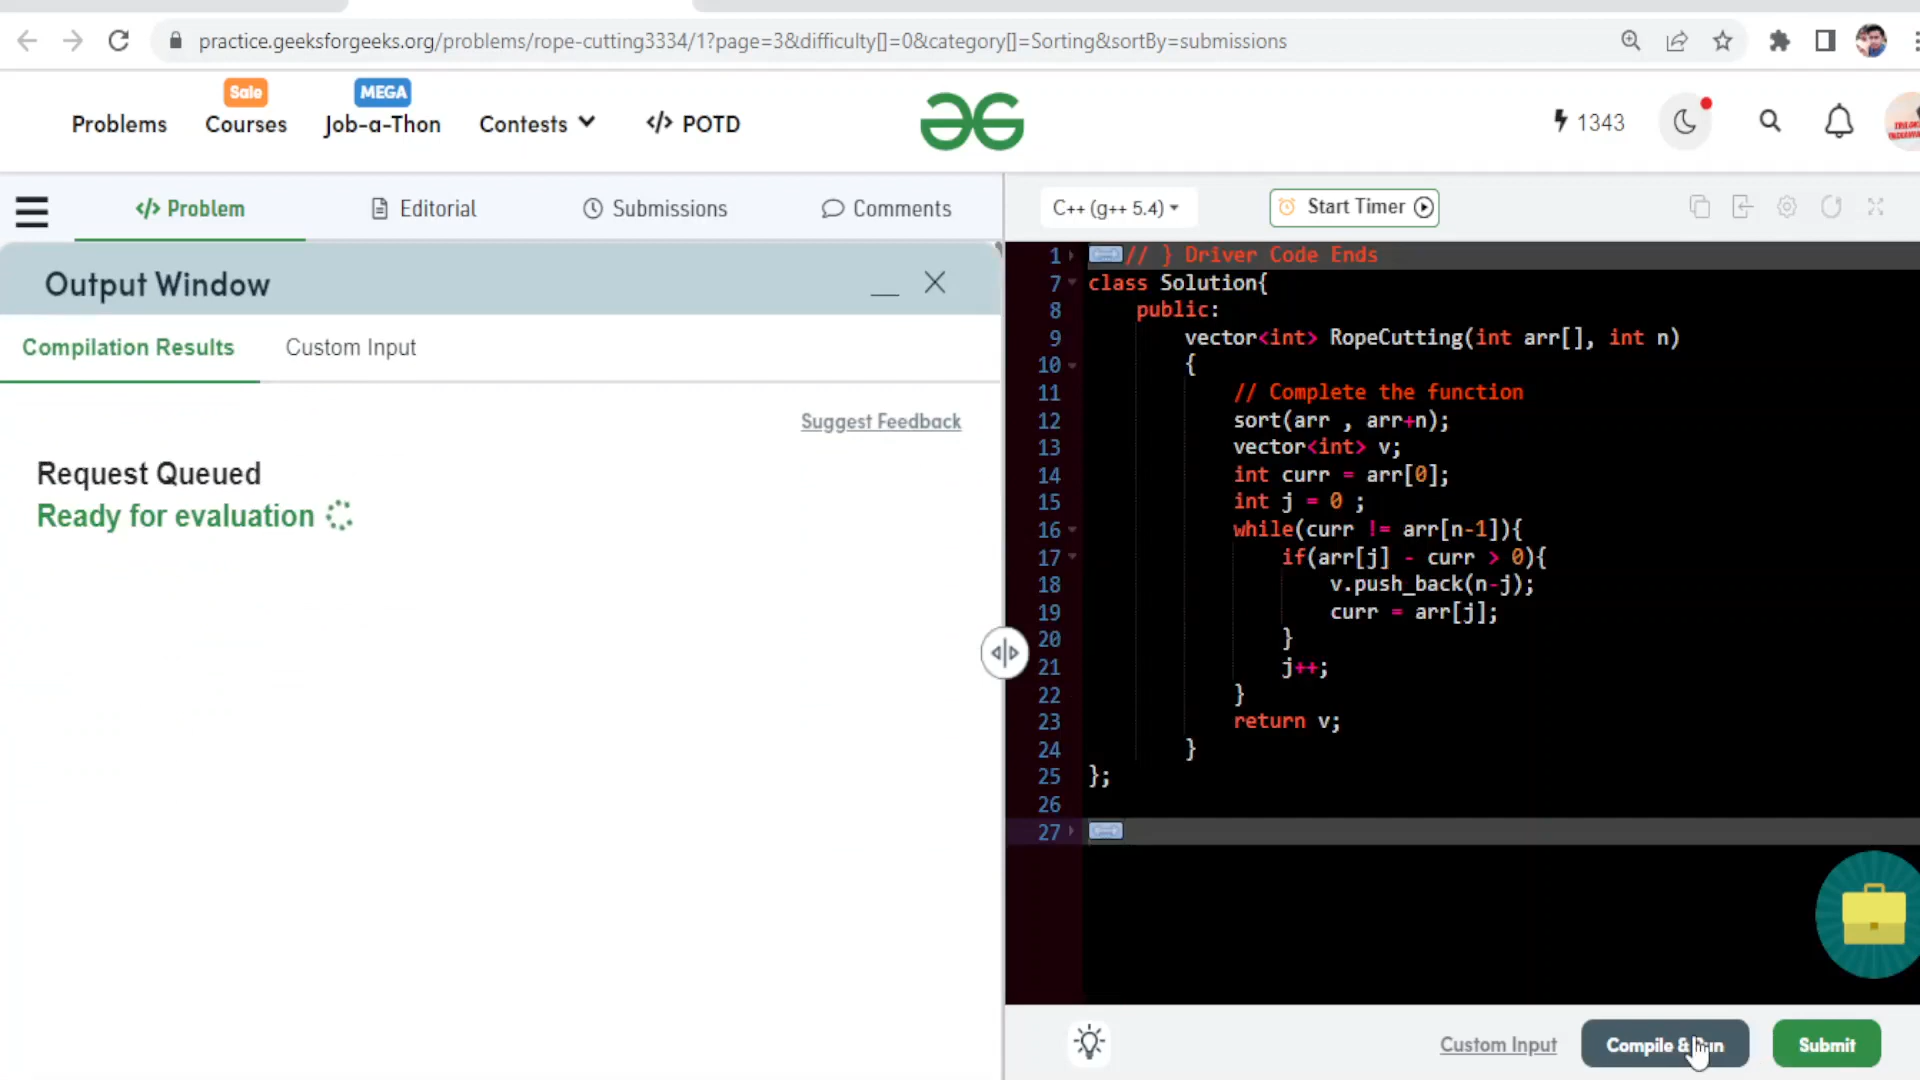 practice.geeksforgeeks.org/problems/rope-cutting3334/1?page=3&difficulty[]=0&category[]=Sorting&sortBy=submissions
Sale
MEGA
Problems
Courses
Job-a-Thon
Contests
</> POTD
1343
</> Problem
Editorial
Submissions
Comments
C++ (g++ 5.4)
Start Timer
Output Window
Compilation Results
Custom Input
Suggest Feedback
Request Queued
Ready for evaluation
1 // } Driver Code Ends
7 class Solution{
8 public:
9 vector<int> RopeCutting(int arr[], int n)
10 {
11 // Complete the function
12 sort(arr , arr+n);
13 vector<int> v;
14 int curr = arr[0];
15 int j = 0 ;
16 while(curr != arr[n-1]){
17 if(arr[j] - curr > 0){
18 v.push_back(n-j);
19 curr = arr[j];
20 }
21 j++;
22 }
23 return v;
24 }
25 };
26
27
Custom Input
Compile & Run
Submit